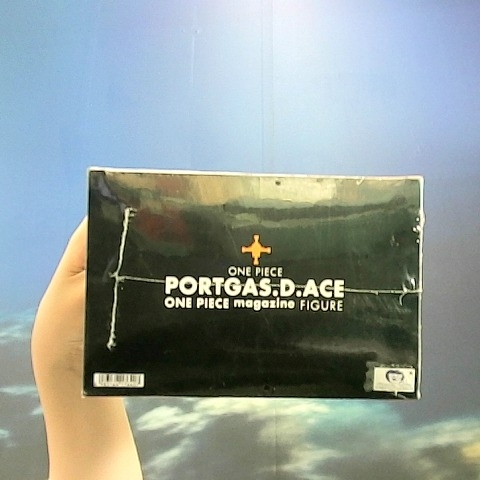 ONE PIECE
PORTGAS.D.ACE
ONE PIECE magazine FIGURE